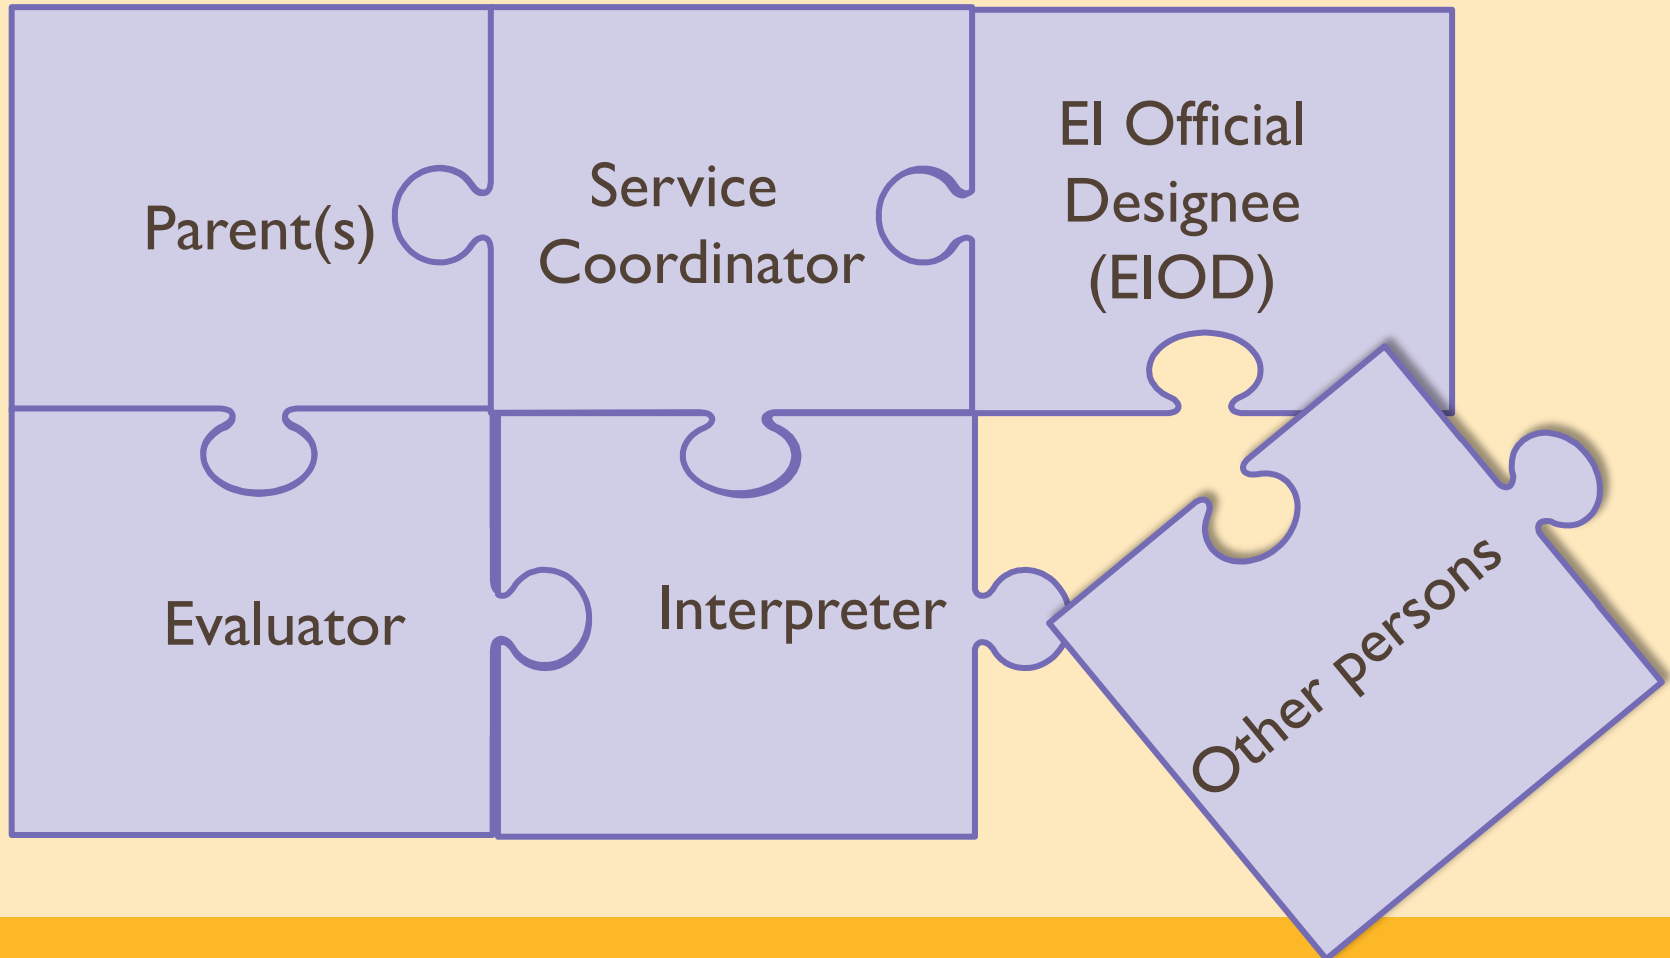 Parent(s)
Service
Coordinator
EI Official
Designee
(EIOD)
Evaluator
Interpreter
Other persons